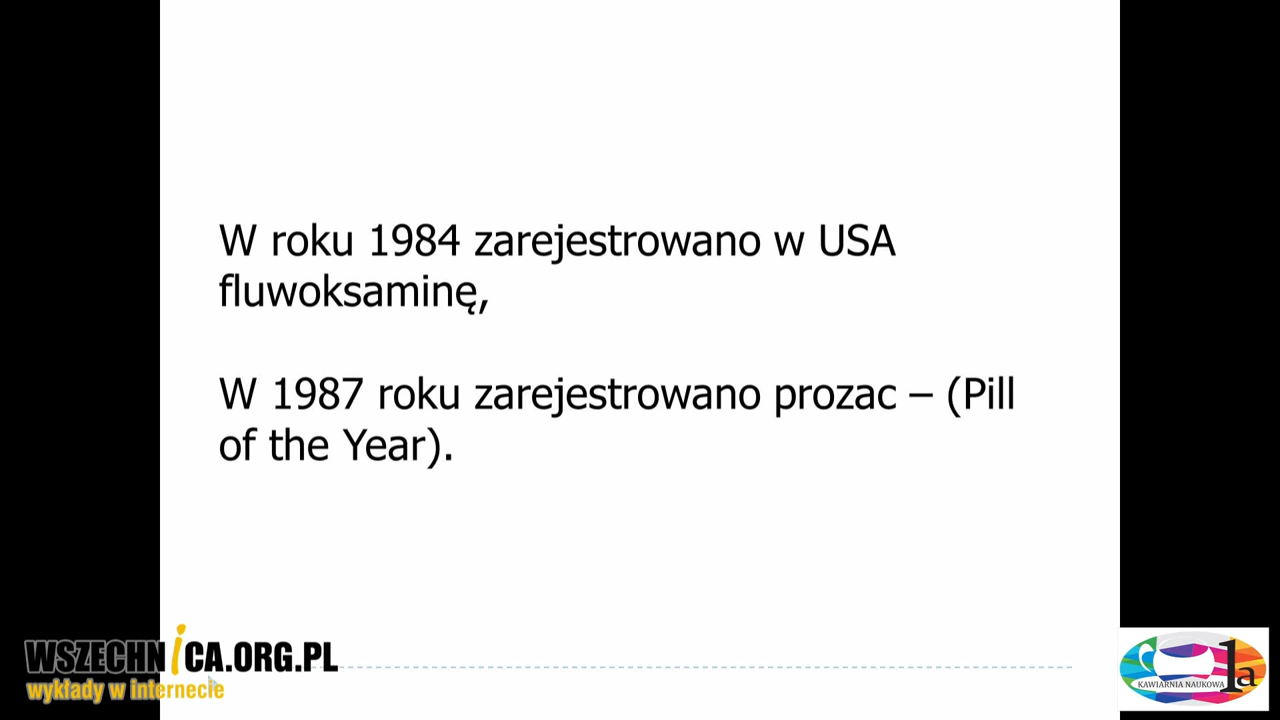 W roku 1984 zarejestrowano w USA
fluwoksaminę,
W 1987 roku zarejestrowano prozac – (Pill
of the Year).
WSZECHNICA.ORG.PL
wykłady w internecie
KAWIARNIA NAUKOWA 1a